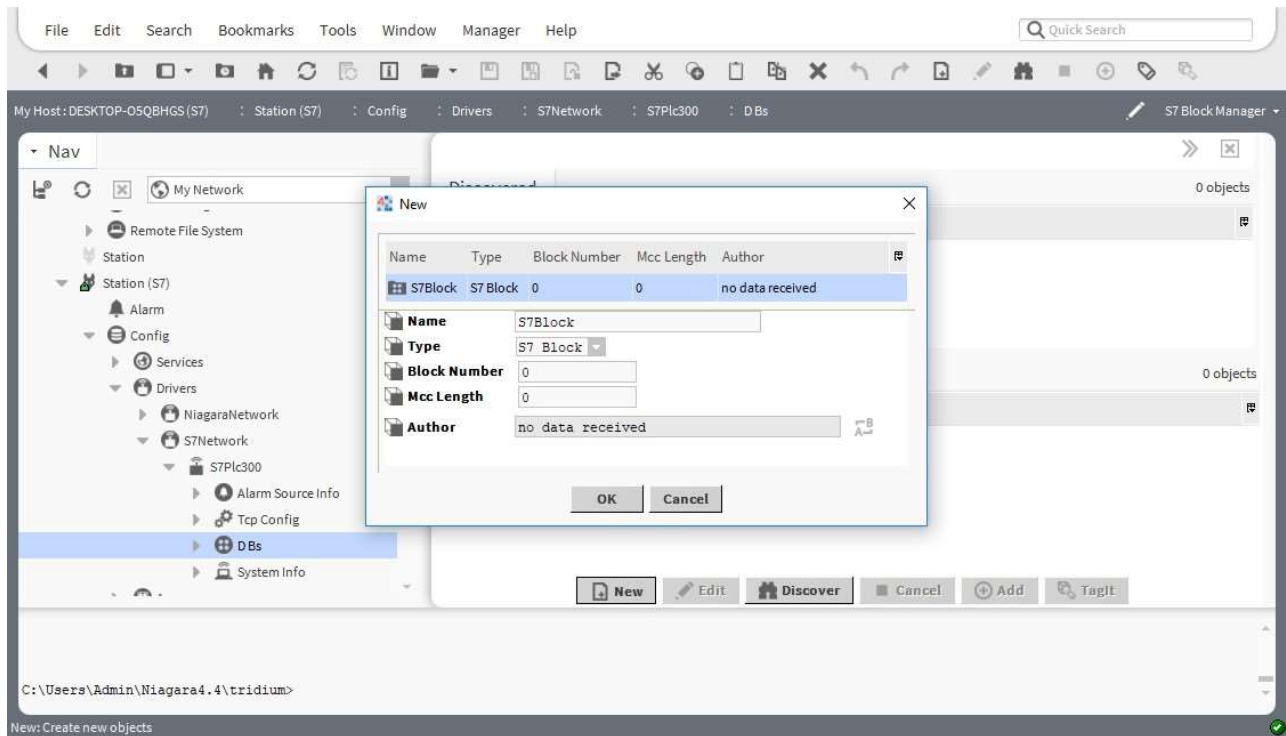 File Edit Search Bookmarks Tools Window Manager Help
Quick Search
My Host : DESKTOP-O5QBHGS (S7) : Station (S7) : Config : Drivers : S7Network : S7Plc300 : DBs
S7 Block Manager
Nav
My Network
0 objects
Remote File System
Station
Station (S7)
Alarm
Config
Services
Drivers
NiagaraNetwork
S7Network
S7Plc300
Alarm Source Info
Tcp Config
DBs
System Info
New
Name Type Block Number Mcc Length Author
S7Block S7 Block 0 0 no data received
Name S7Block
Type S7 Block
Block Number 0
Mcc Length 0
Author no data received
OK Cancel
0 objects
New Edit Discover Cancel Add TagIt
C:\Users\Admin\Niagara4.4\tridium>
New: Create new objects